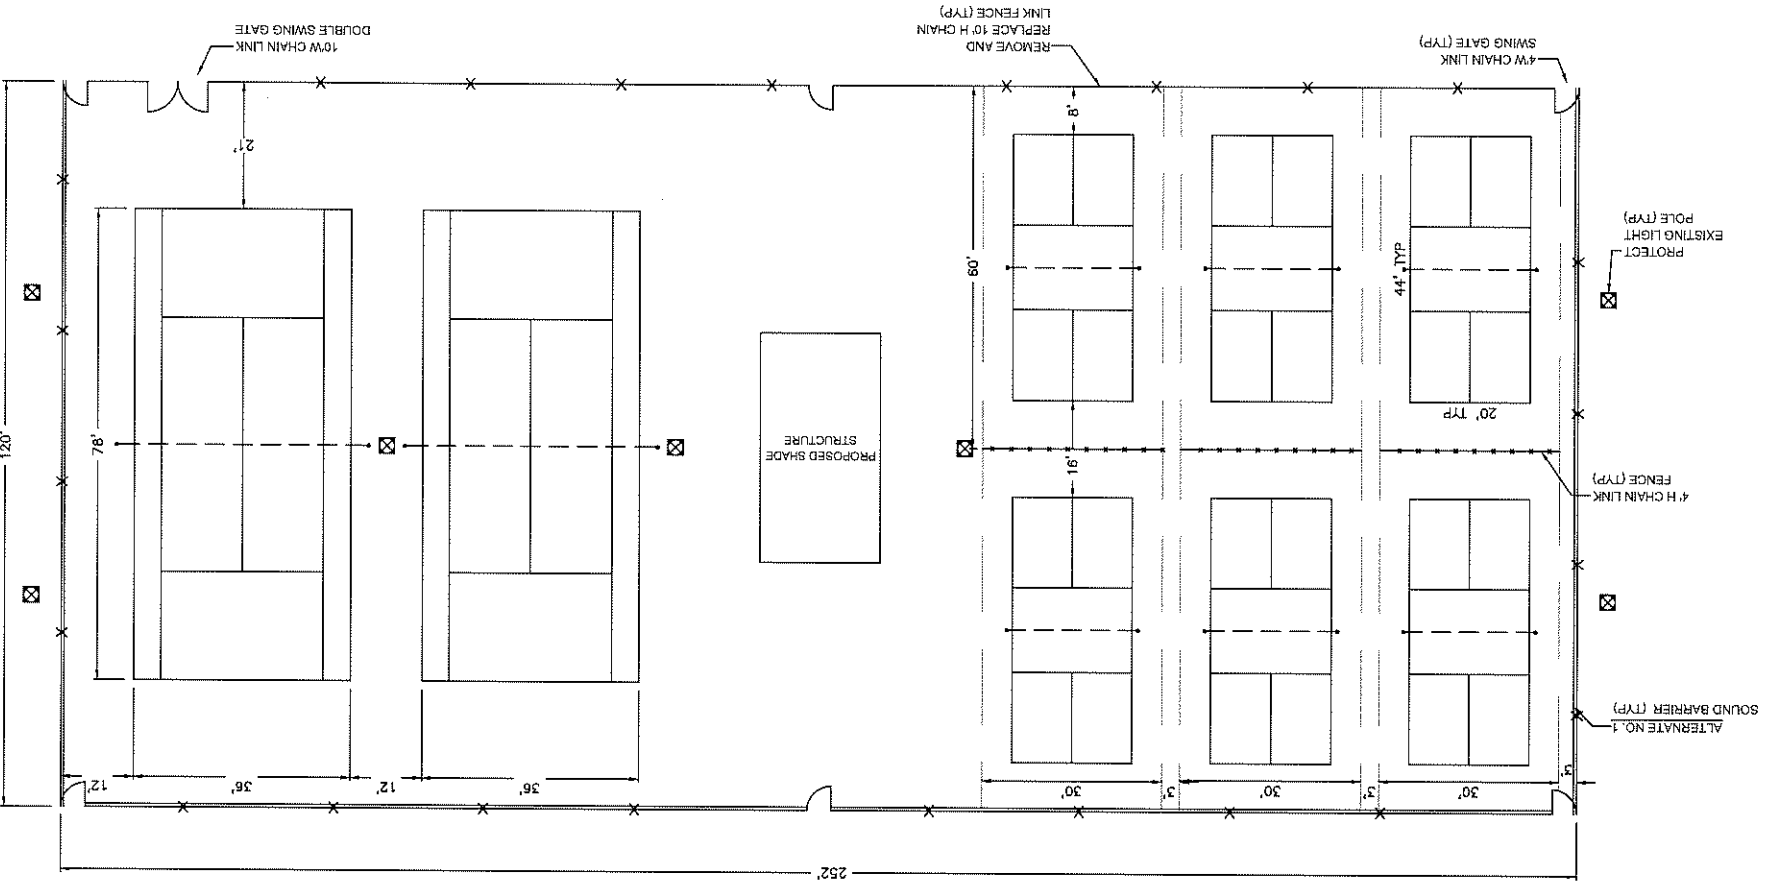 252'
3'
30'
3'
30'
3'
30'
36'
12'
36'
12'
ALTERNATE NO. 1
SOUND BARRIER (TYP)
4' H CHAIN LINK
FENCE (TYP)
16'
PROPOSED SHADE
STRUCTURE
78'
120'
20' TYP
44' TYP
60'
PROTECT
EXISTING LIGHT
POLE (TYP)
8'
21'
4'W CHAIN LINK
SWING GATE (TYP)
REMOVE AND
REPLACE 10' H CHAIN
LINK FENCE (TYP)
10'W CHAIN LINK
DOUBLE SWING GATE